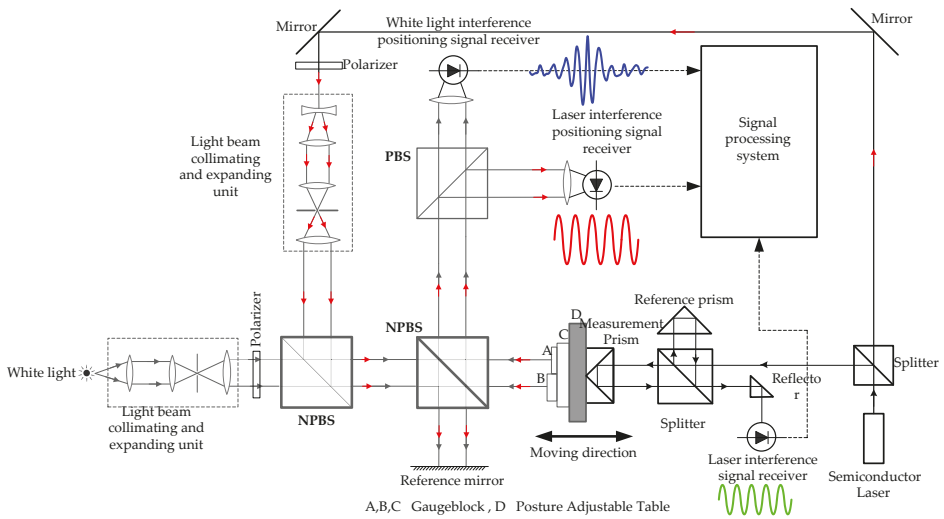 Mirror
White light interference
positioning signal receiver
Mirror
Polarizer
Light beam
collimating
and expanding
unit
PBS
Laser interference
positioning signal
receiver
Signal
processing
system
Polarizer
NPBS
D
C
A
B
Measurement
Prism
Reference prism
Splitter
White light
Light beam
collimating and
expanding unit
NPBS
Reflecto
r
Splitter
Moving direction
Reference mirror
Laser interference
signal receiver
Semiconductor
Laser
A,B,C Gaugeblock , D Posture Adjustable Table